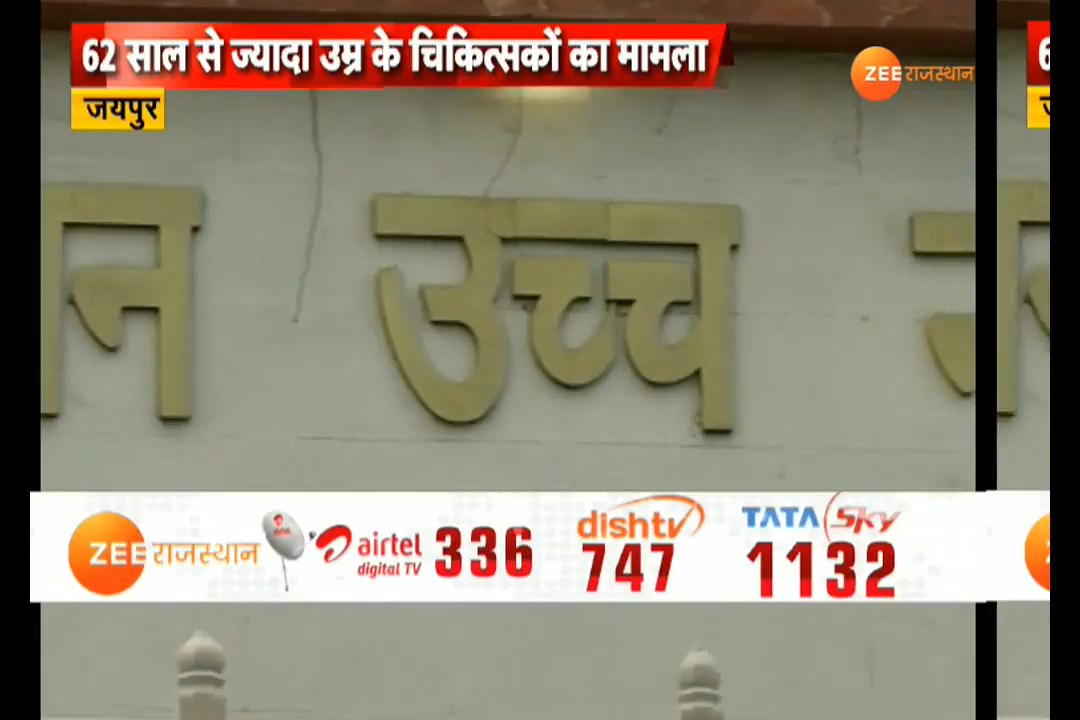 62 साल से ज्यादा उम्र के चिकित्सकों का मामला
ZEE राजस्थान
जयपुर
उच्च
ZEE राजस्थान
airtel
digital TV
336
dishtv
747
TATA Sky
1132